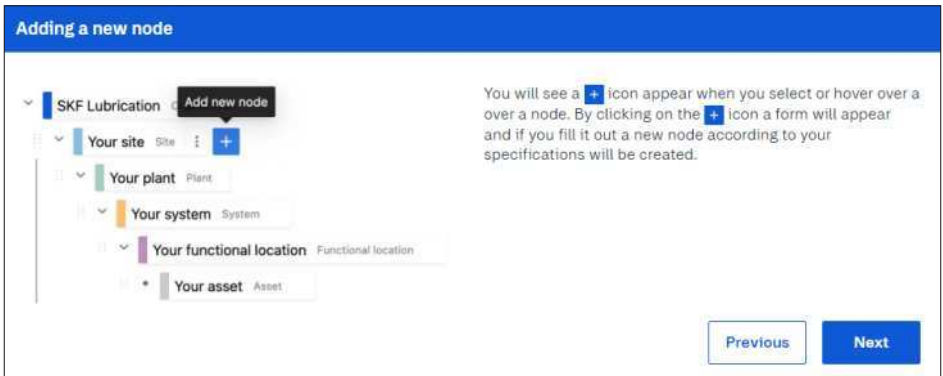 Adding a new node
Add new node
SKF Lubrication
Your site Site
Your plant Plant
Your system System
Your functional location Functional location
Your asset Asset
You will see a + icon appear when you select or hover over a
over a node. By clicking on the + icon a form will appear
and if you fill it out a new node according to your
specifications will be created.
Previous
Next